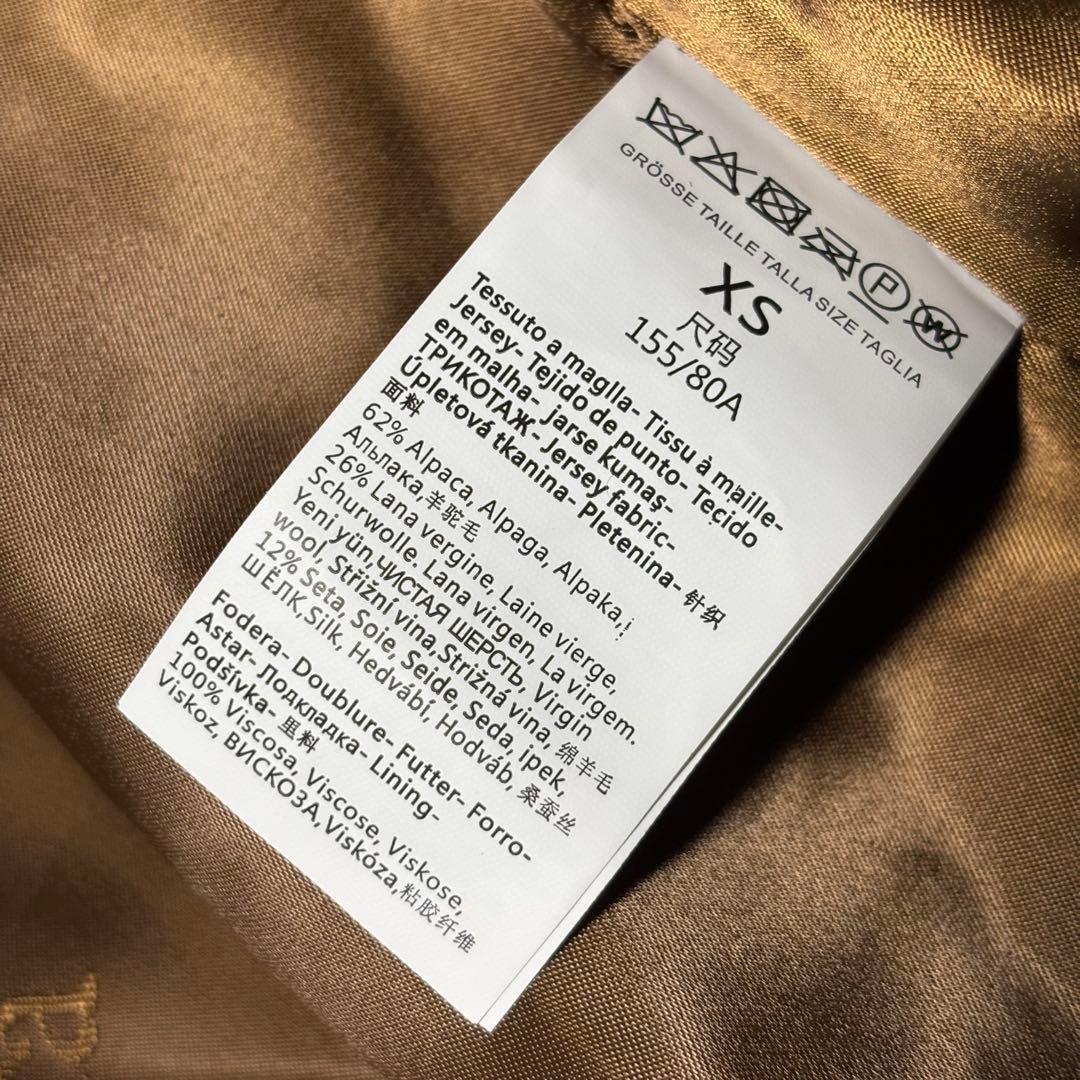 P
W
GRÖSSE TAILLE TALLA SIZE TAGLIA
XS
尺码
155/80A
Tessuto a maglla- Tissu à maille-
Jersey- Tejido de punto- Tecido
em malha- jarse kumaş-
ТРИКОТАЖ- Jersey fabric-
Úpletová tkanina- Pletenina- 针织
面料
62% Alpaca, Alpaga, Alpaka,
Альпака,羊驼毛
26% Lana vergine, Laine vierge,
Schurwolle. Lana virgen, La virgem.
Yeni yün,ЧИСТАЯ ШЕРСТЬ, Virgin
wool, Střižní vina,Strižná vina, 绵羊毛
12% Seta, Soie, Seide, Seda, ipek,
ШЁЛК,Silk, Hedvábí, Hodváb, 桑蚕丝
Fodera- Doublure- Futter- Forro-
Astar- Подкладка- Lining-
Podšívka- 里料
100% Viscosa, Viscose, Viskose,
Viskoz, ВИСКОЗА,Viskóza,粘胶纤维